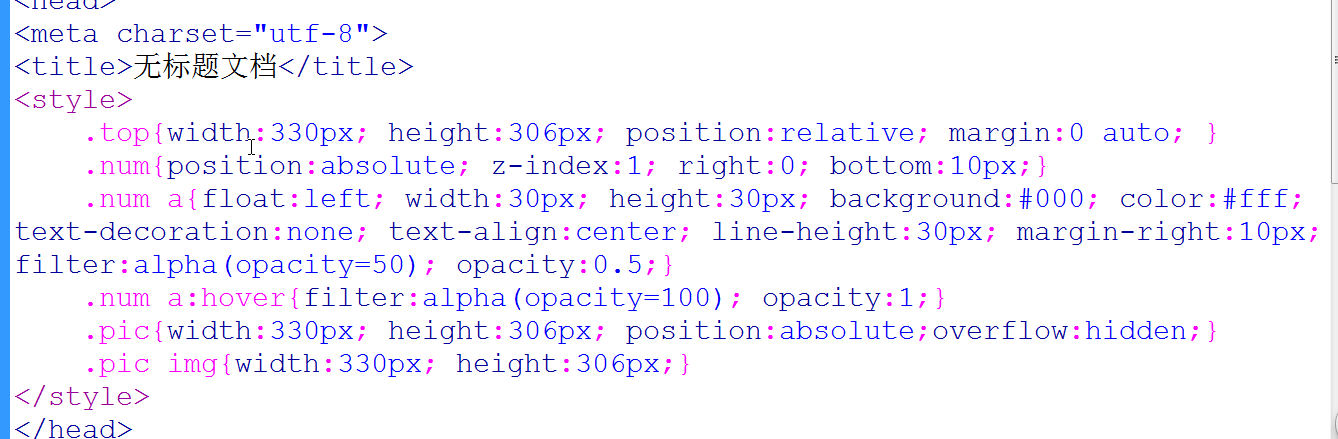 <head>
<meta charset="utf-8">
<title>无标题文档</title>
<style>
.top{width:330px; height:306px; position:relative; margin:0 auto; }
.num{position:absolute; z-index:1; right:0; bottom:10px;}
.num a{float:left; width:30px; height:30px; background:#000; color:#fff;
text-decoration:none; text-align:center; line-height:30px; margin-right:10px;
filter:alpha(opacity=50); opacity:0.5;}
.num a:hover{filter:alpha(opacity=100); opacity:1;}
.pic{width:330px; height:306px; position:absolute;overflow:hidden;}
.pic img{width:330px; height:306px;}
</style>
</head>